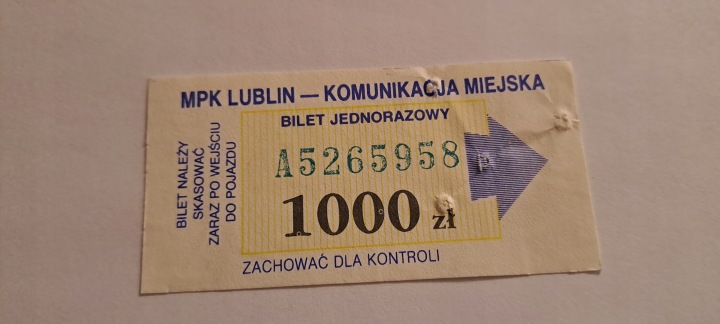 MPK LUBLIN — KOMUNIKACJA MIEJSKA
BILET NALEŻY
SKASOWAĆ
ZARAZ PO WEJŚCIU
DO POJAZDU
BILET JEDNORAZOWY
A5265958
1000 zł
ZACHOWAĆ DLA KONTROLI